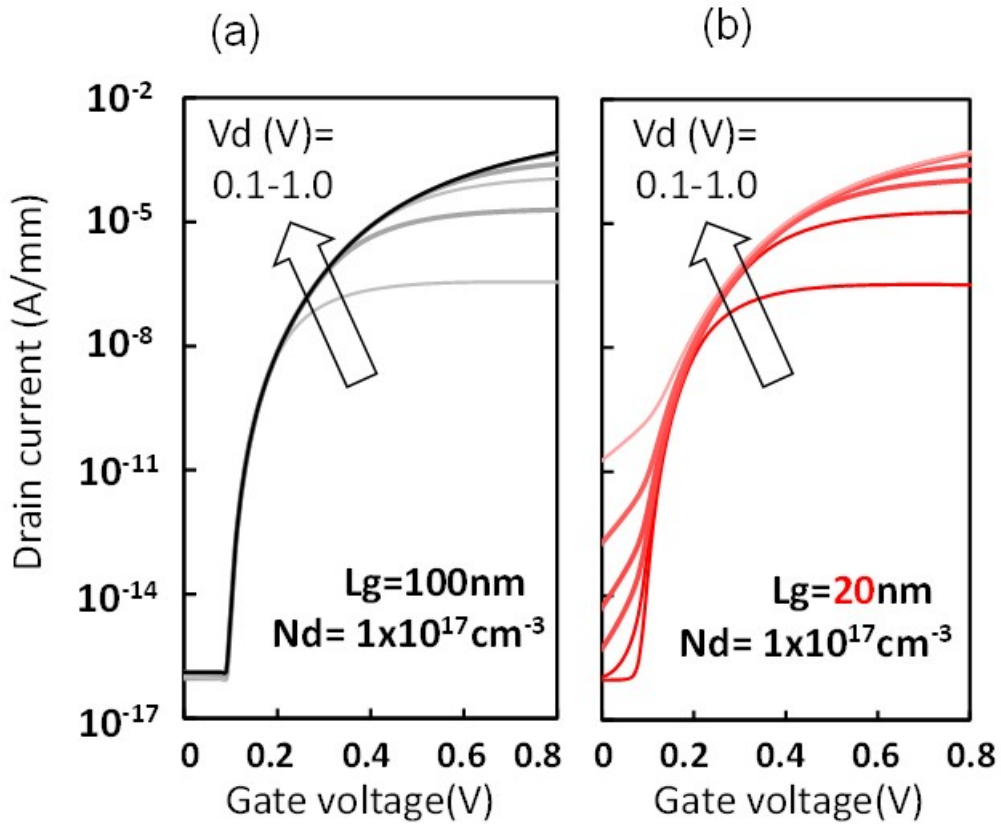 (a)
(b)
Drain current (A/mm)
10⁻²
10⁻⁵
10⁻⁸
10⁻¹¹
10⁻¹⁴
10⁻¹⁷
Vd (V)=
0.1-1.0
Lg=100nm
Nd= 1x10¹⁷cm⁻³
0 0.2 0.4 0.6 0.8
Gate voltage(V)
Vd (V)=
0.1-1.0
Lg=20nm
Nd= 1x10¹⁷cm⁻³
0 0.2 0.4 0.6 0.8
Gate voltage(V)